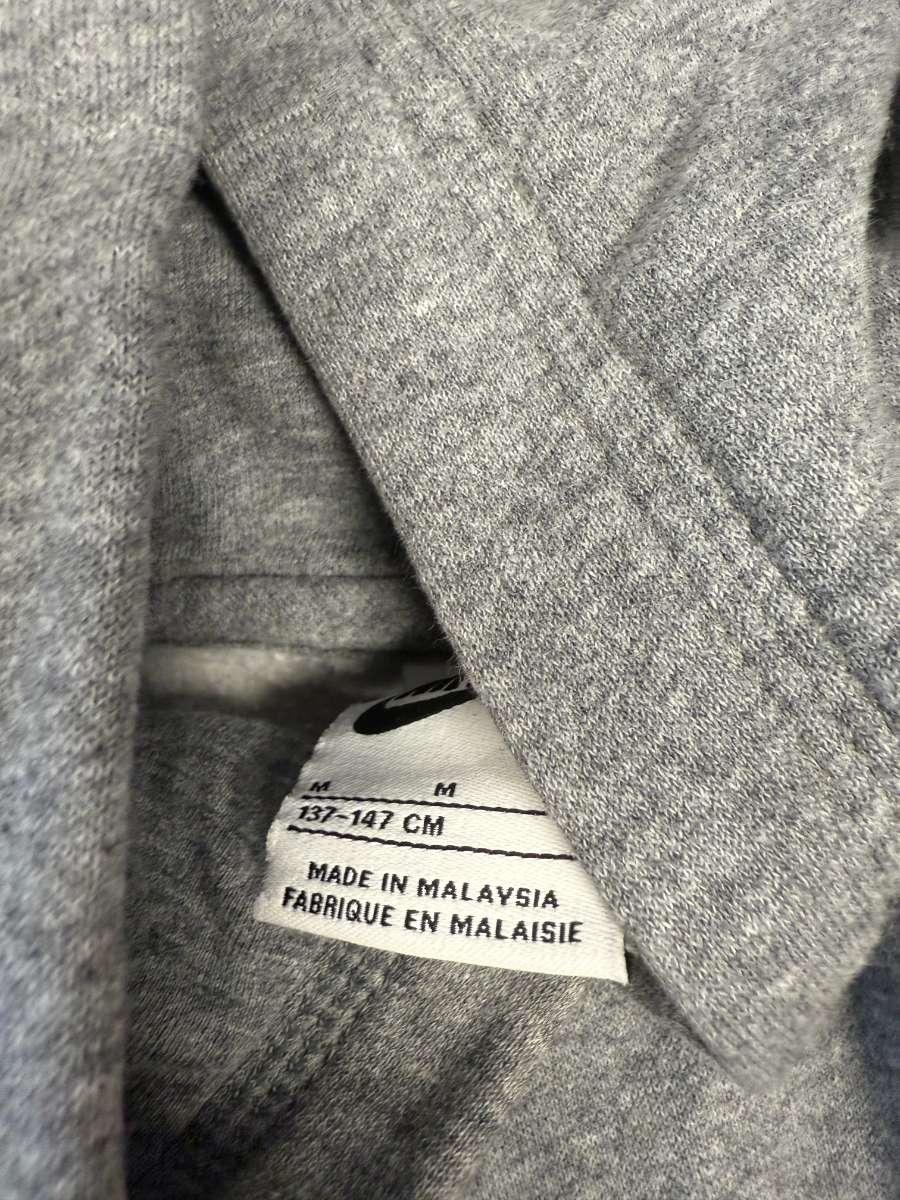 M M
137-147 CM
MADE IN MALAYSIA
FABRIQUE EN MALAISIE